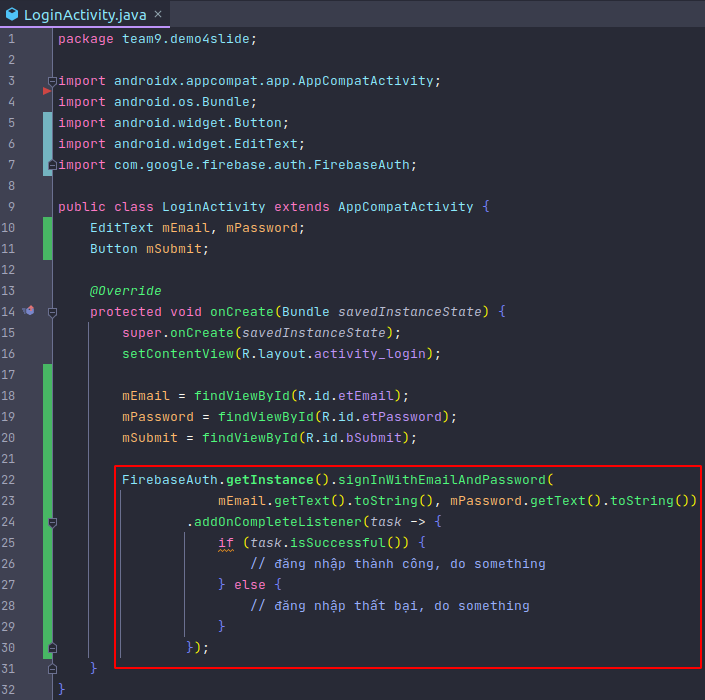 LoginActivity.java ×
1 package team9.demo4slide;
2
3 import androidx.appcompat.app.AppCompatActivity;
4 import android.os.Bundle;
5 import android.widget.Button;
6 import android.widget.EditText;
7 import com.google.firebase.auth.FirebaseAuth;
8
9 public class LoginActivity extends AppCompatActivity {
10     EditText mEmail, mPassword;
11     Button mSubmit;
12
13     @Override
14     protected void onCreate(Bundle savedInstanceState) {
15         super.onCreate(savedInstanceState);
16         setContentView(R.layout.activity_login);
17
18         mEmail = findViewById(R.id.etEmail);
19         mPassword = findViewById(R.id.etPassword);
20         mSubmit = findViewById(R.id.bSubmit);
21
22         FirebaseAuth.getInstance().signInWithEmailAndPassword(
23                     mEmail.getText().toString(), mPassword.getText().toString())
24                 .addOnCompleteListener(task -> {
25                     if (task.isSuccessful()) {
26                         // đăng nhập thành công, do something
27                     } else {
28                         // đăng nhập thất bại, do something
29                     }
30                 });
31     }
32 }